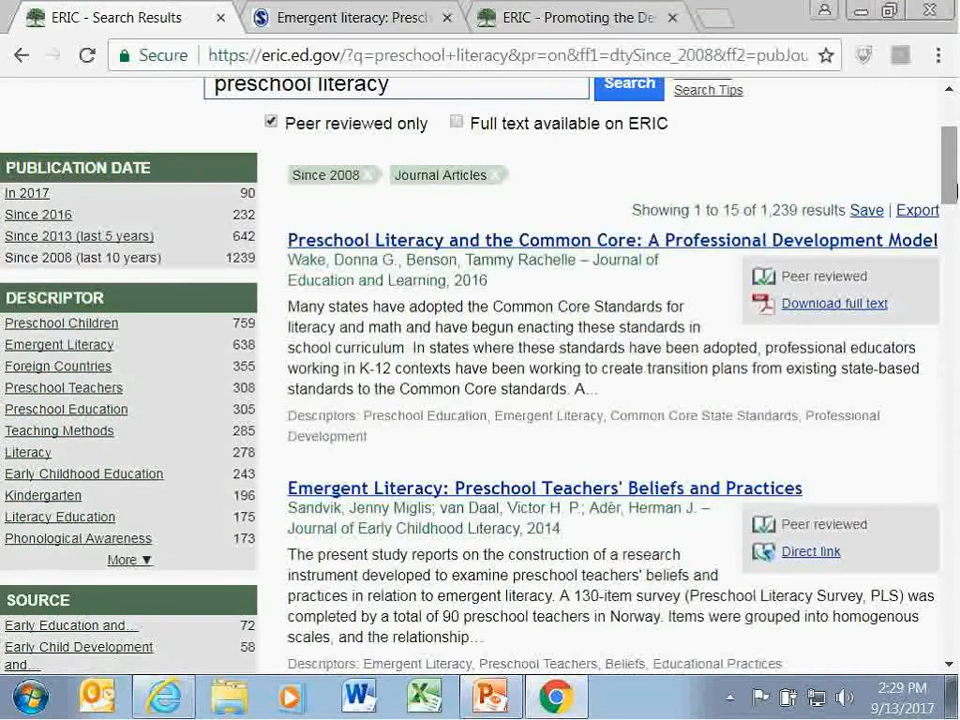 ERIC - Search Results
Emergent literacy: Presch
ERIC - Promoting the De
Secure
https://eric.ed.gov/?q=preschool+literacy&pr=on&ff1=dtySince_2008&ff2=pubJou
preschool literacy
Search
Search Tips
Peer reviewed only
Full text available on ERIC
PUBLICATION DATE
In 2017 90
Since 2016 232
Since 2013 (last 5 years) 642
Since 2008 (last 10 years) 1239
DESCRIPTOR
Preschool Children 759
Emergent Literacy 638
Foreign Countries 355
Preschool Teachers 308
Preschool Education 305
Teaching Methods 285
Literacy 278
Early Childhood Education 243
Kindergarten 196
Literacy Education 175
Phonological Awareness 173
More ▼
SOURCE
Early Education and... 72
Early Child Development 58
and...
Since 2008 x
Journal Articles x
Showing 1 to 15 of 1,239 results Save | Export
Preschool Literacy and the Common Core: A Professional Development Model
Wake, Donna G., Benson, Tammy Rachelle – Journal of
Education and Learning, 2016
Peer reviewed
Download full text
Many states have adopted the Common Core Standards for
literacy and math and have begun enacting these standards in
school curriculum In states where these standards have been adopted, professional educators
working in K-12 contexts have been working to create transition plans from existing state-based
standards to the Common Core standards. A...
Descriptors: Preschool Education, Emergent Literacy, Common Core State Standards, Professional
Development
Emergent Literacy: Preschool Teachers' Beliefs and Practices
Sandvik, Jenny Miglis; van Daal, Victor H. P.; Adèr, Herman J. –
Journal of Early Childhood Literacy, 2014
Peer reviewed
Direct link
The present study reports on the construction of a research
instrument developed to examine preschool teachers' beliefs and
practices in relation to emergent literacy. A 130-item survey (Preschool Literacy Survey, PLS) was
completed by a total of 90 preschool teachers in Norway. Items were grouped into homogenous
scales, and the relationship...
Descriptors: Emergent Literacy, Preschool Teachers, Beliefs, Educational Practices
2:29 PM
9/13/2017